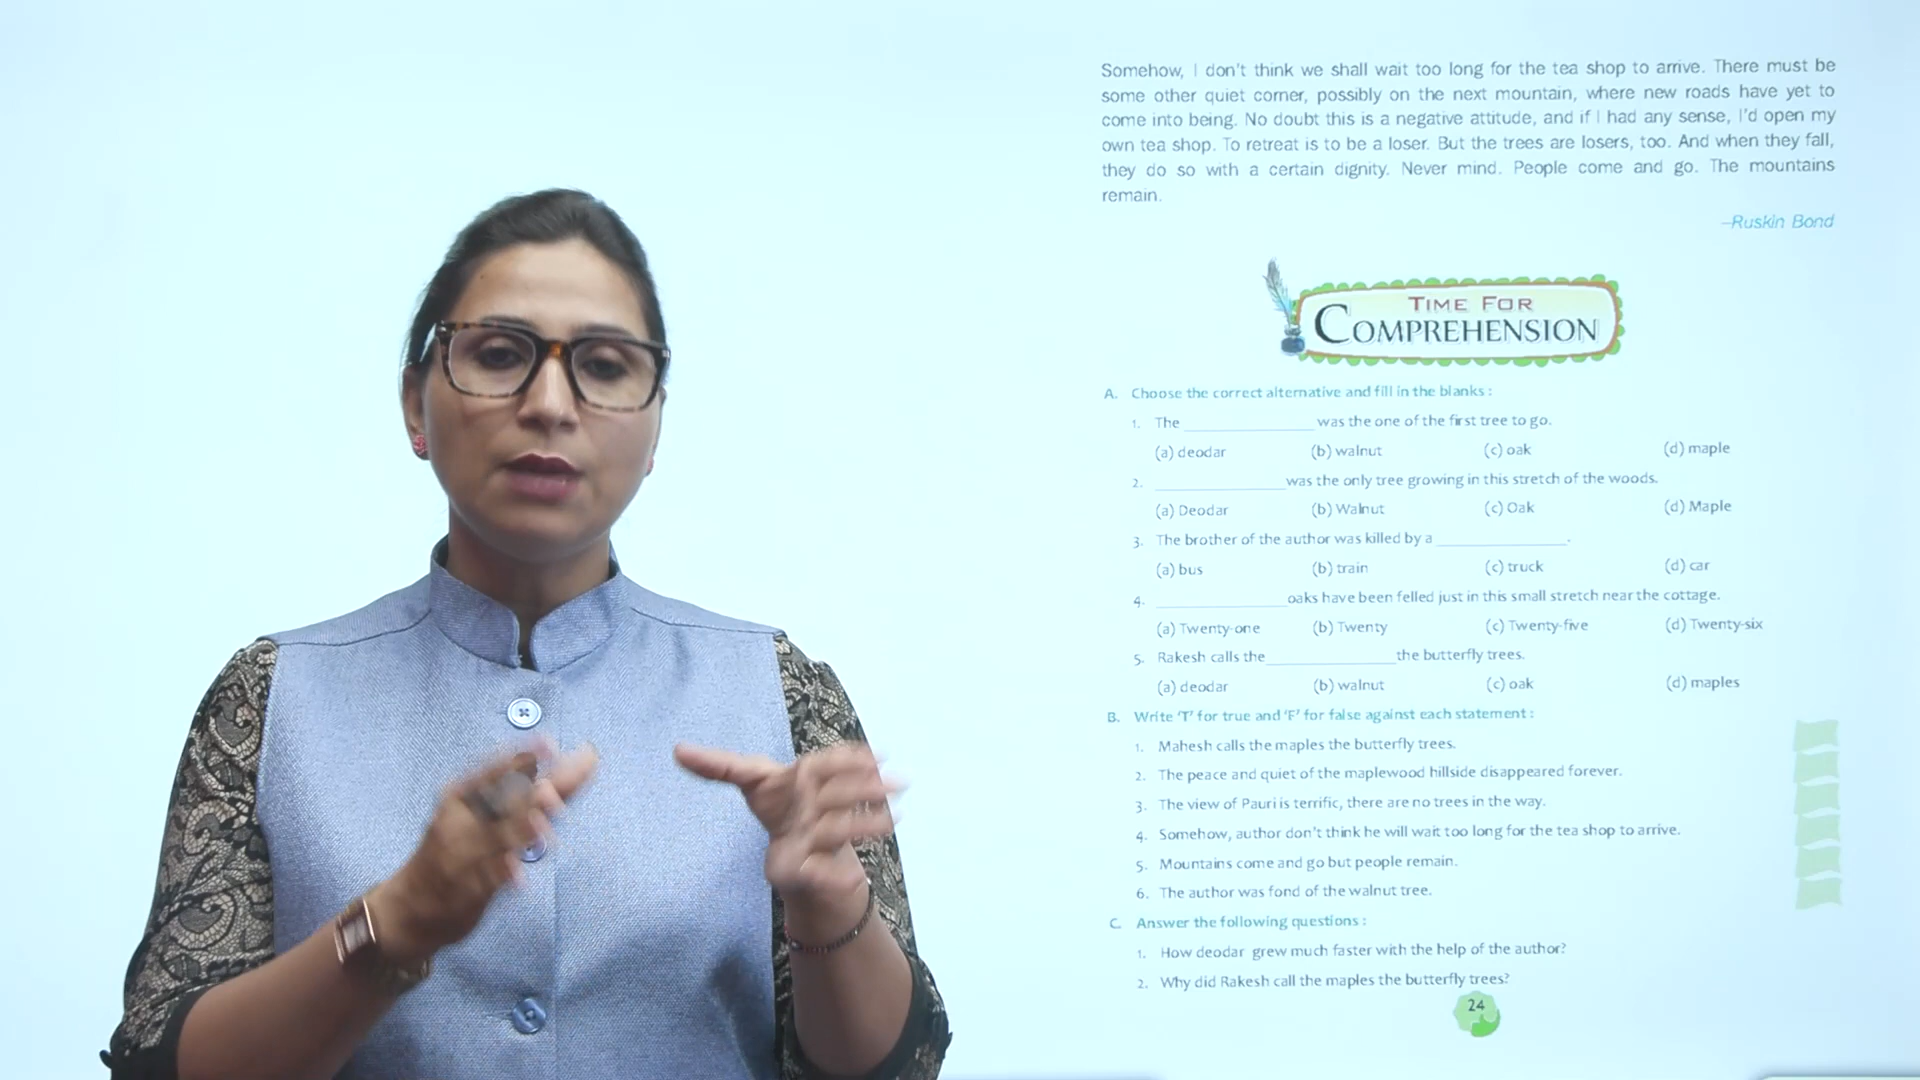 Somehow, I don't think we shall wait too long for the tea shop to arrive. There must be
some other quiet corner, possibly on the next mountain, where new roads have yet to
come into being. No doubt this is a negative attitude, and if I had any sense, I'd open my
own tea shop. To retreat is to be a loser. But the trees are losers, too. And when they fall,
they do so with a certain dignity. Never mind. People come and go. The mountains
remain.
–Ruskin Bond
TIME FOR
COMPREHENSION
A. Choose the correct alternative and fill in the blanks :
1. The ______________ was the one of the first tree to go.
(a) deodar (b) walnut (c) oak (d) maple
2. ______________ was the only tree growing in this stretch of the woods.
(a) Deodar (b) Walnut (c) Oak (d) Maple
3. The brother of the author was killed by a ______________.
(a) bus (b) train (c) truck (d) car
4. ______________ oaks have been felled just in this small stretch near the cottage.
(a) Twenty-one (b) Twenty (c) Twenty-five (d) Twenty-six
5. Rakesh calls the ______________ the butterfly trees.
(a) deodar (b) walnut (c) oak (d) maples
B. Write 'T' for true and 'F' for false against each statement :
1. Mahesh calls the maples the butterfly trees.
2. The peace and quiet of the maplewood hillside disappeared forever.
3. The view of Pauri is terrific, there are no trees in the way.
4. Somehow, author don't think he will wait too long for the tea shop to arrive.
5. Mountains come and go but people remain.
6. The author was fond of the walnut tree.
C. Answer the following questions :
1. How deodar grew much faster with the help of the author?
2. Why did Rakesh call the maples the butterfly trees?
24